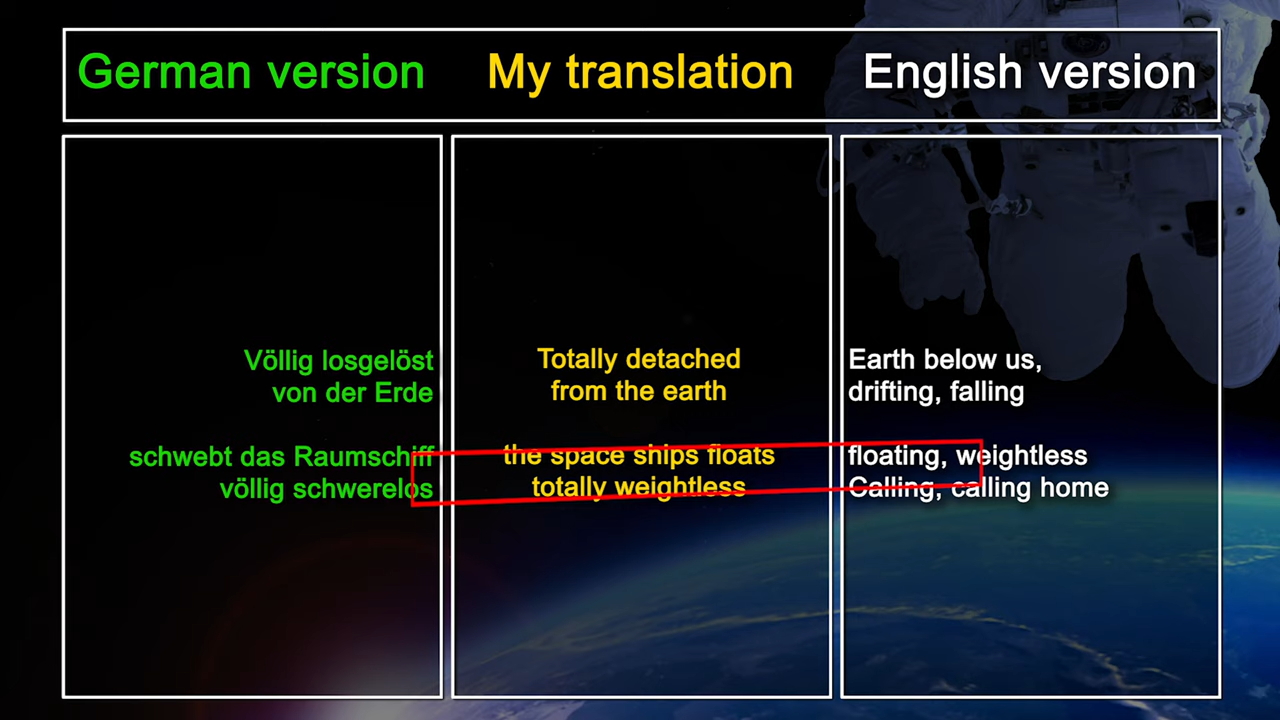 German version
My translation
English version
Völlig losgelöst
von der Erde
schwebt das Raumschiff
völlig schwerelos
Totally detached
from the earth
the space ships floats
totally weightless
Earth below us,
drifting, falling
floating, weightless
Calling, calling home